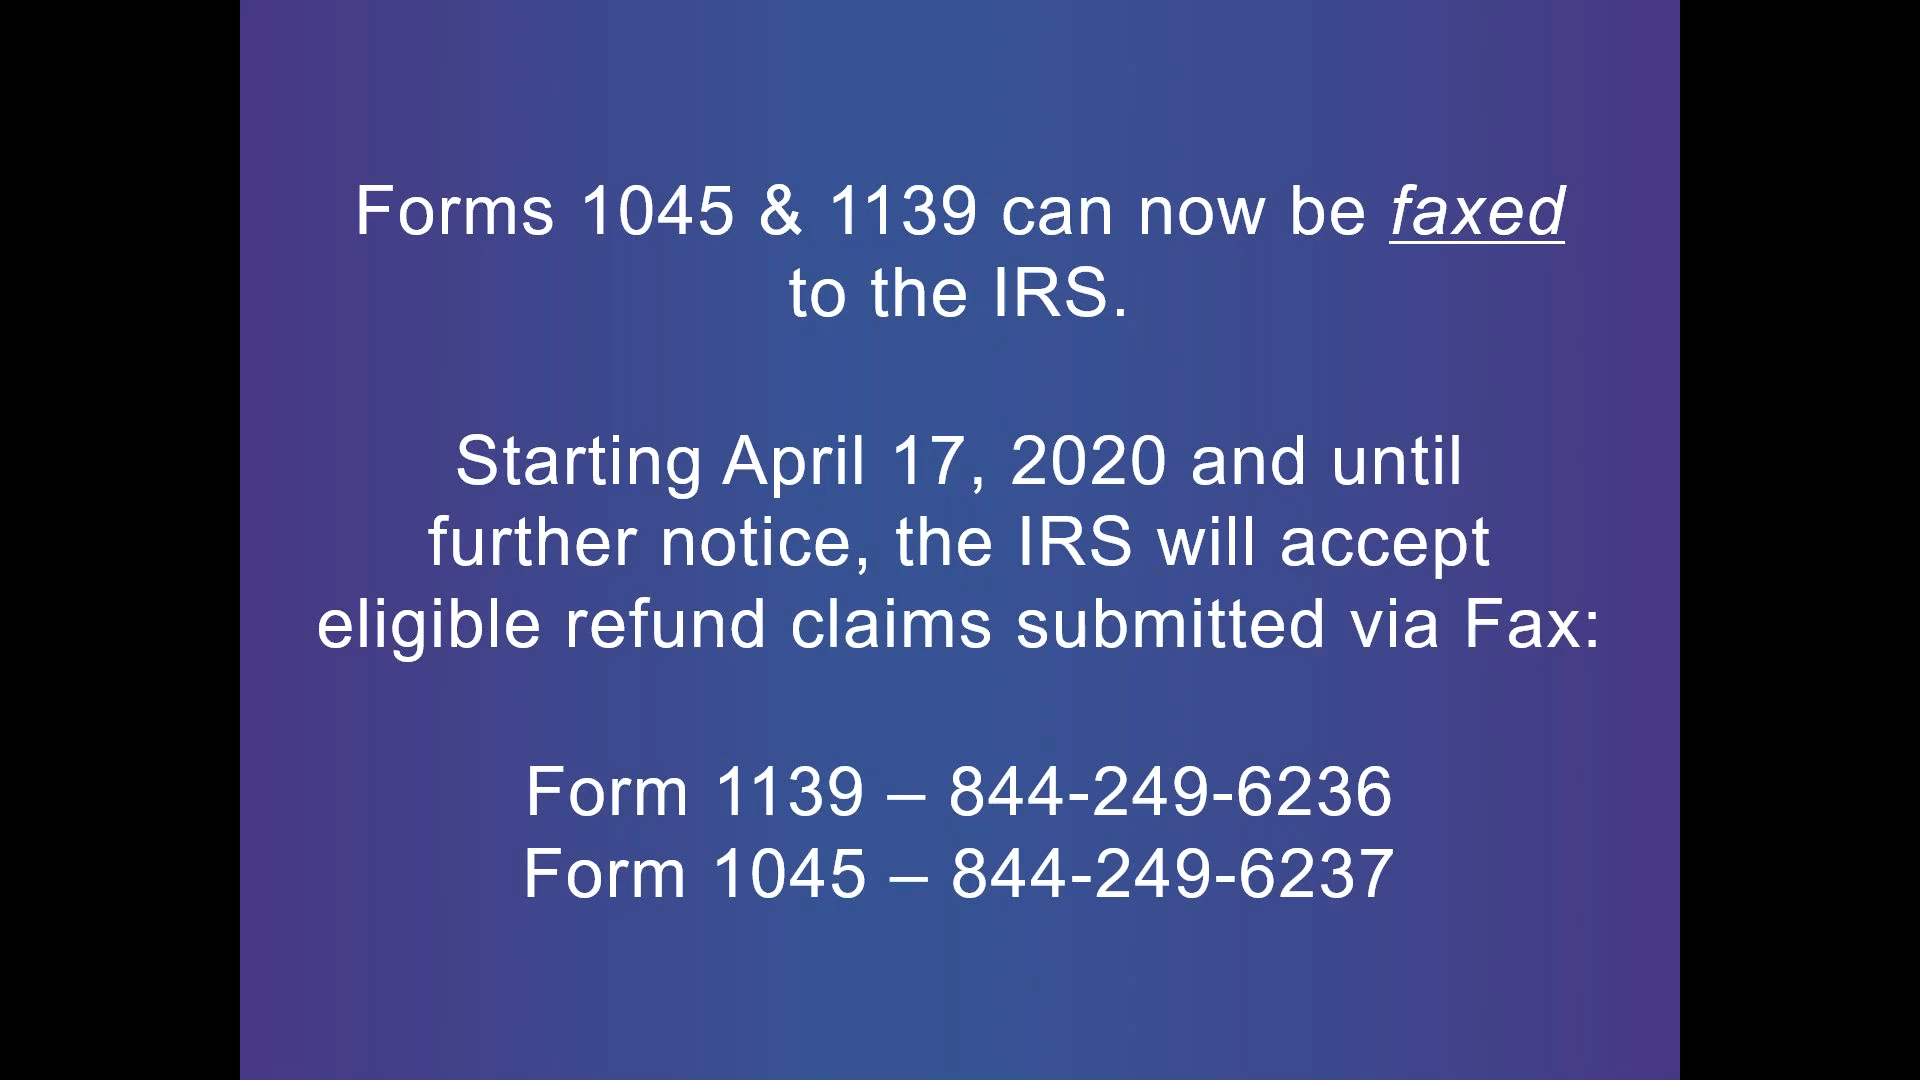 Forms 1045 & 1139 can now be faxed
to the IRS.
Starting April 17, 2020 and until
further notice, the IRS will accept
eligible refund claims submitted via Fax:
Form 1139 – 844-249-6236
Form 1045 – 844-249-6237